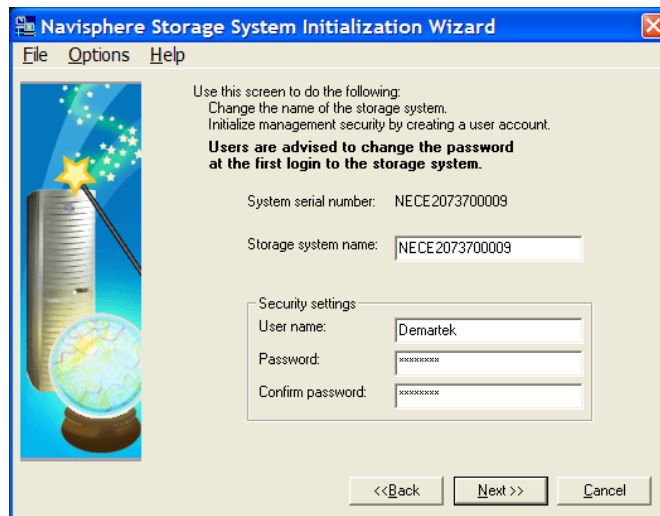 Navisphere Storage System Initialization Wizard
File Options Help
Use this screen to do the following:
Change the name of the storage system.
Initialize management security by creating a user account.
Users are advised to change the password
at the first login to the storage system.
System serial number: NECE2073700009
Storage system name: NECE2073700009
Security settings
User name: Demartek
Password: ********
Confirm password: ********
<<Back Next>> Cancel